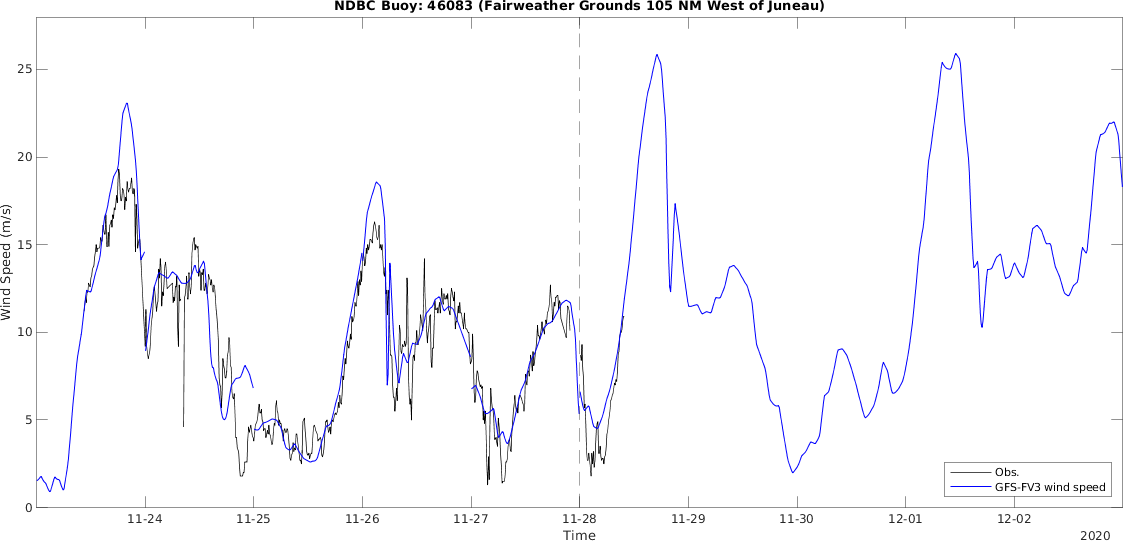 NDBC Buoy: 46083 (Fairweather Grounds 105 NM West of Juneau)
Wind Speed (m/s)
25
20
15
10
5
0
11-24 11-25 11-26 11-27 11-28 11-29 11-30 12-01 12-02
Time
2020
Obs.
GFS-FV3 wind speed